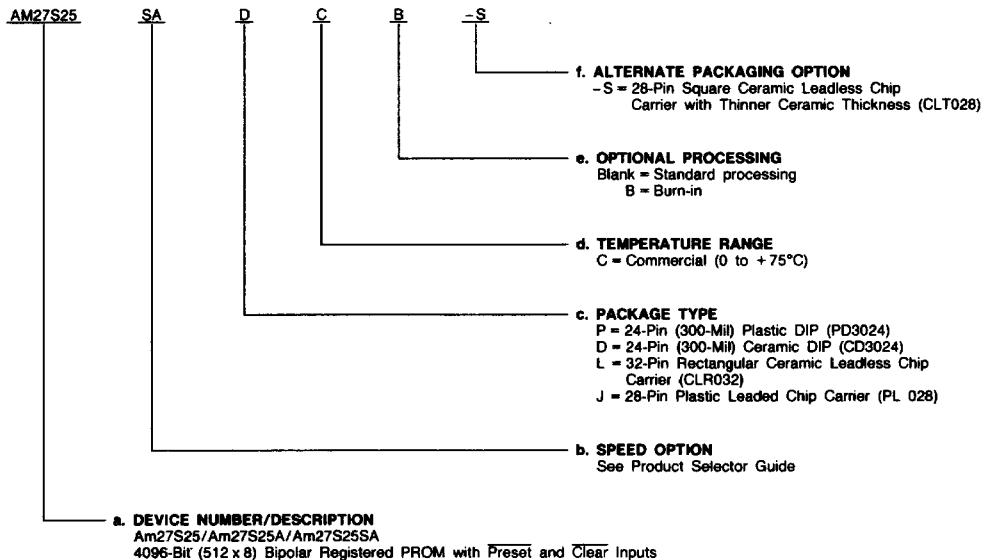 AM27S25 SA D C B -S
f. ALTERNATE PACKAGING OPTION
-S = 28-Pin Square Ceramic Leadless Chip
Carrier with Thinner Ceramic Thickness (CLT028)
e. OPTIONAL PROCESSING
Blank = Standard processing
B = Burn-in
d. TEMPERATURE RANGE
C = Commercial (0 to +75°C)
c. PACKAGE TYPE
P = 24-Pin (300-Mil) Plastic DIP (PD3024)
D = 24-Pin (300-Mil) Ceramic DIP (CD3024)
L = 32-Pin Rectangular Ceramic Leadless Chip
Carrier (CLR032)
J = 28-Pin Plastic Leaded Chip Carrier (PL 028)
b. SPEED OPTION
See Product Selector Guide
a. DEVICE NUMBER/DESCRIPTION
Am27S25/Am27S25A/Am27S25SA
4096-Bit (512 x 8) Bipolar Registered PROM with Preset and Clear Inputs